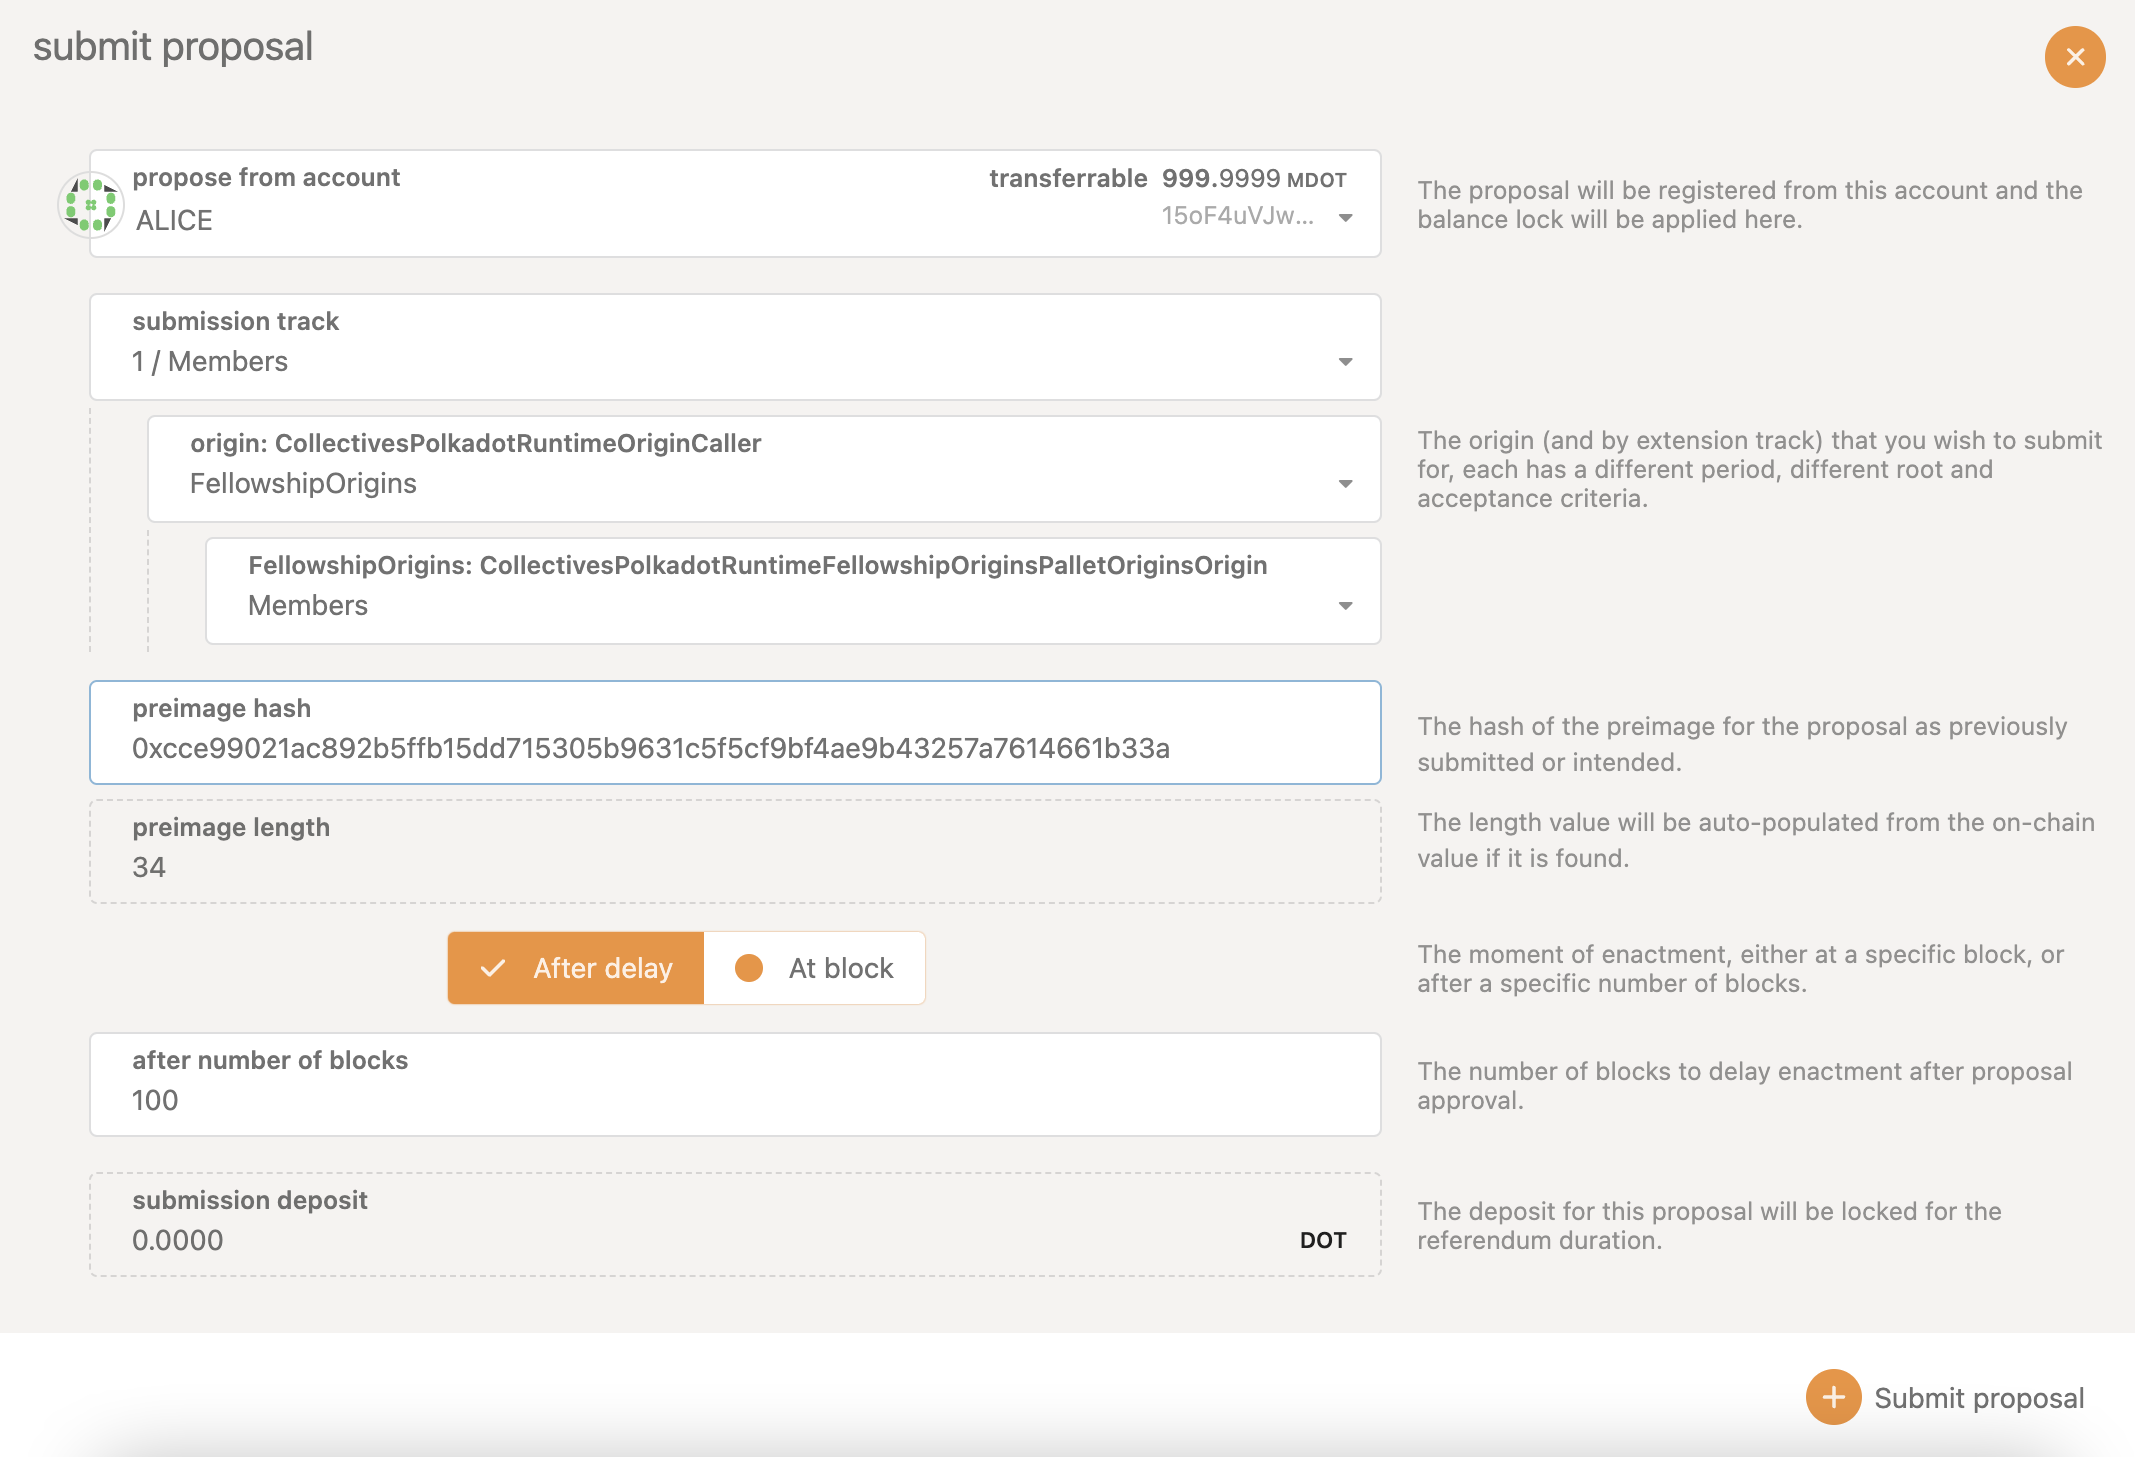 submit proposal
propose from account
transferrable 999.9999 MDOT
ALICE
15oF4uVJw...
The proposal will be registered from this account and the
balance lock will be applied here.
submission track
1 / Members
origin: CollectivesPolkadotRuntimeOriginCaller
FellowshipOrigins
The origin (and by extension track) that you wish to submit
for, each has a different period, different root and
acceptance criteria.
FellowshipOrigins: CollectivesPolkadotRuntimeFellowshipOriginsPalletOriginsOrigin
Members
preimage hash
0xcce99021ac892b5ffb15dd715305b9631c5f5cf9bf4ae9b43257a7614661b33a
The hash of the preimage for the proposal as previously
submitted or intended.
preimage length
34
The length value will be auto-populated from the on-chain
value if it is found.
After delay
At block
The moment of enactment, either at a specific block, or
after a specific number of blocks.
after number of blocks
100
The number of blocks to delay enactment after proposal
approval.
submission deposit
0.0000
DOT
The deposit for this proposal will be locked for the
referendum duration.
Submit proposal